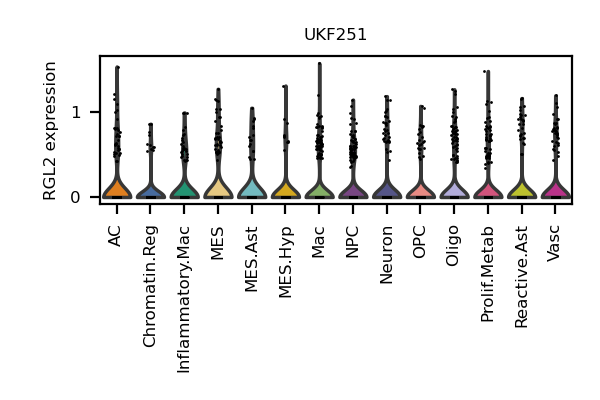 UKF251
RGL2 expression
1
0
AC
Chromatin.Reg
Inflammatory.Mac
MES
MES.Ast
MES.Hyp
Mac
NPC
Neuron
OPC
Oligo
Prolif.Metab
Reactive.Ast
Vasc